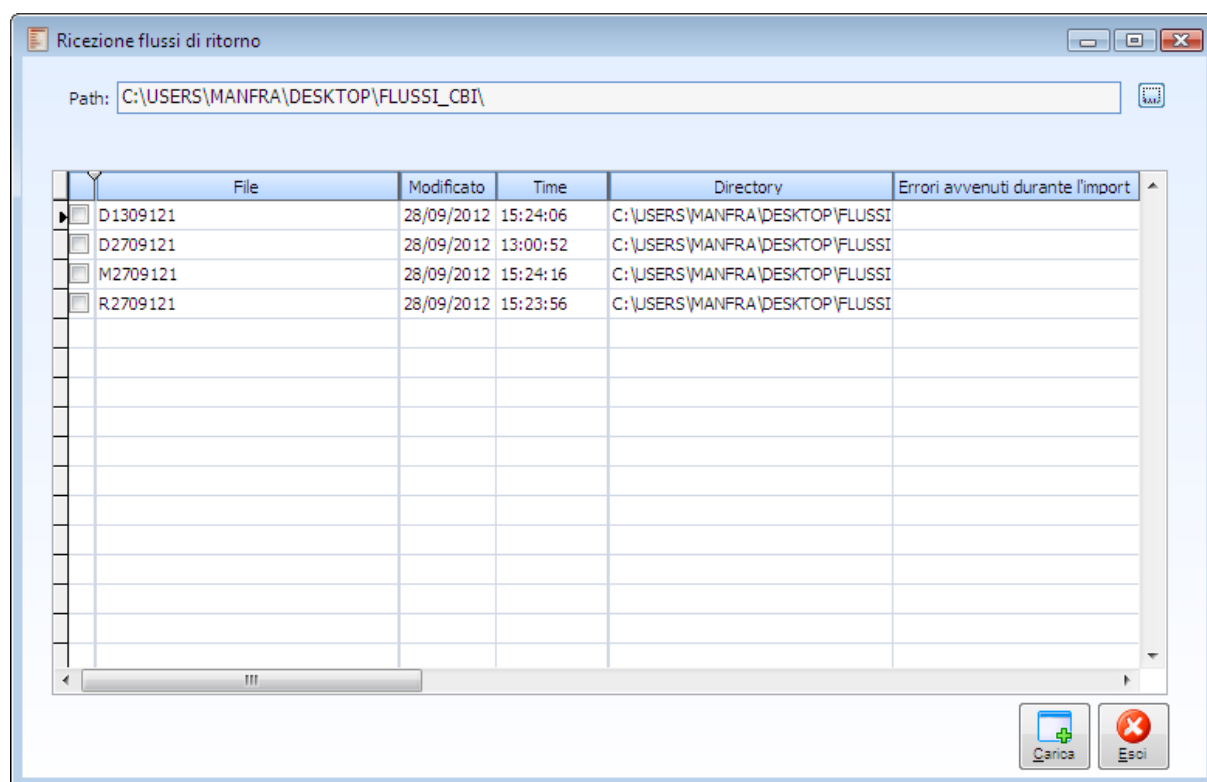 Ricezione flussi di ritorno
Path: C:\USERS\MANFRA\DESKTOP\FLUSSI_CBI\
File Modificato Time Directory Errori avvenuti durante l'import
D1309121 28/09/2012 15:24:06 C:\USERS\MANFRA\DESKTOP\FLUSSI
D2709121 28/09/2012 13:00:52 C:\USERS\MANFRA\DESKTOP\FLUSSI
M2709121 28/09/2012 15:24:16 C:\USERS\MANFRA\DESKTOP\FLUSSI
R2709121 28/09/2012 15:23:56 C:\USERS\MANFRA\DESKTOP\FLUSSI
Carica Esci